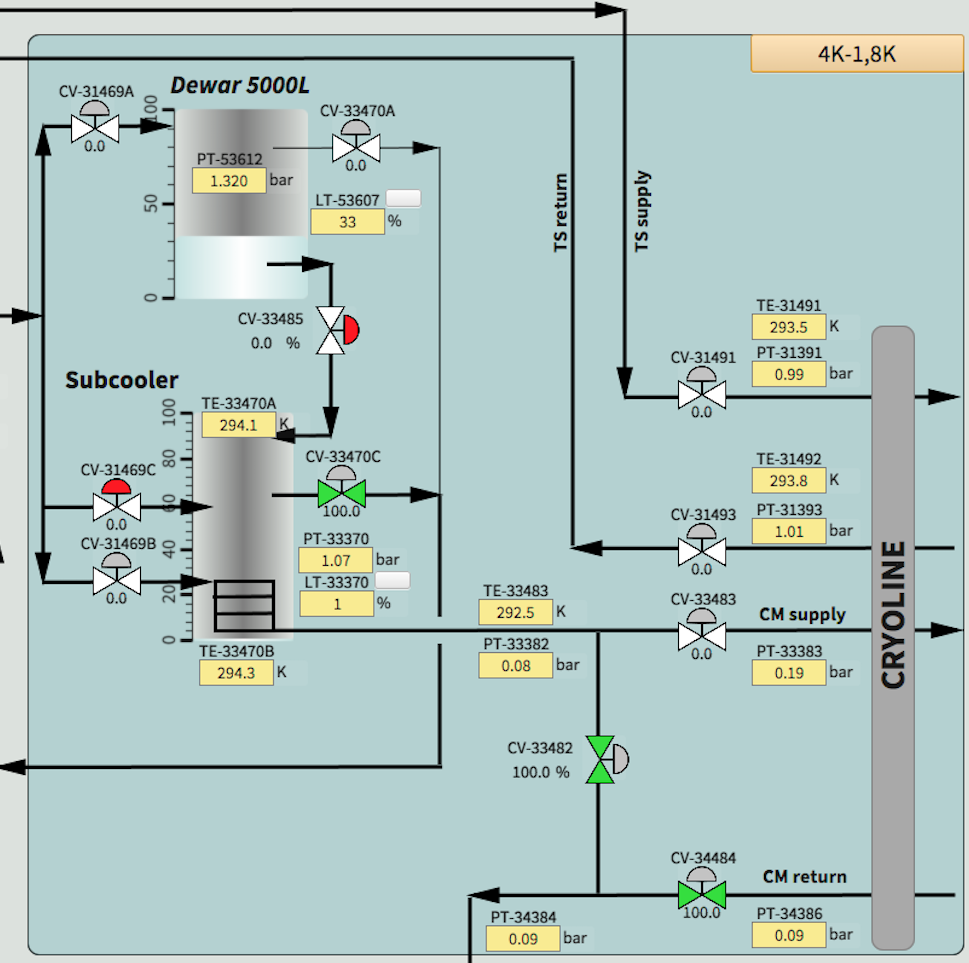 4K-1,8K
Dewar 5000L
CV-31469A
0.0
100
50
0
PT-53612
1.320 bar
CV-33470A
0.0
LT-53607
33 %
CV-33485
0.0 %
TS return
TS supply
TE-31491
293.5 K
PT-31391
0.99 bar
CV-31491
0.0
Subcooler
TE-33470A
294.1 K
100
80
60
40
20
0
CV-31469C
0.0
CV-31469B
0.0
CV-33470C
100.0
PT-33370
1.07 bar
LT-33370
1 %
TE-33470B
294.3 K
TE-31492
293.8 K
PT-31393
1.01 bar
CV-31493
0.0
TE-33483
292.5 K
PT-33382
0.08 bar
CV-33483
0.0
CM supply
PT-33383
0.19 bar
CRYOLINE
CV-33482
100.0 %
CV-34484
100.0
CM return
PT-34384
0.09 bar
PT-34386
0.09 bar